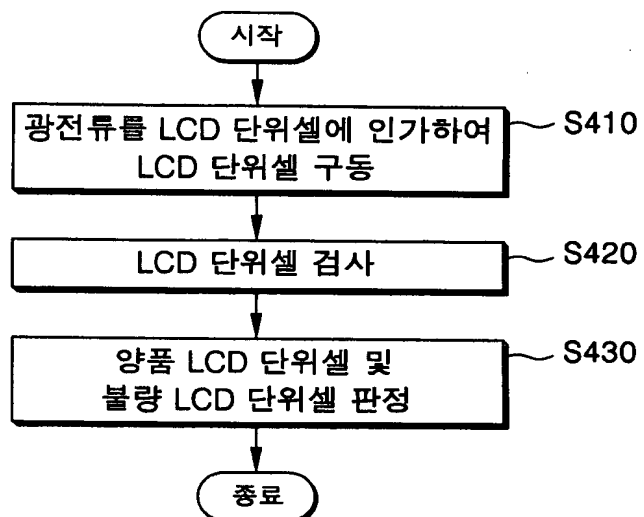 시작
광전류를 LCD 단위셀에 인가하여
LCD 단위셀 구동
S410
LCD 단위셀 검사
S420
양품 LCD 단위셀 및
불량 LCD 단위셀 판정
S430
종료